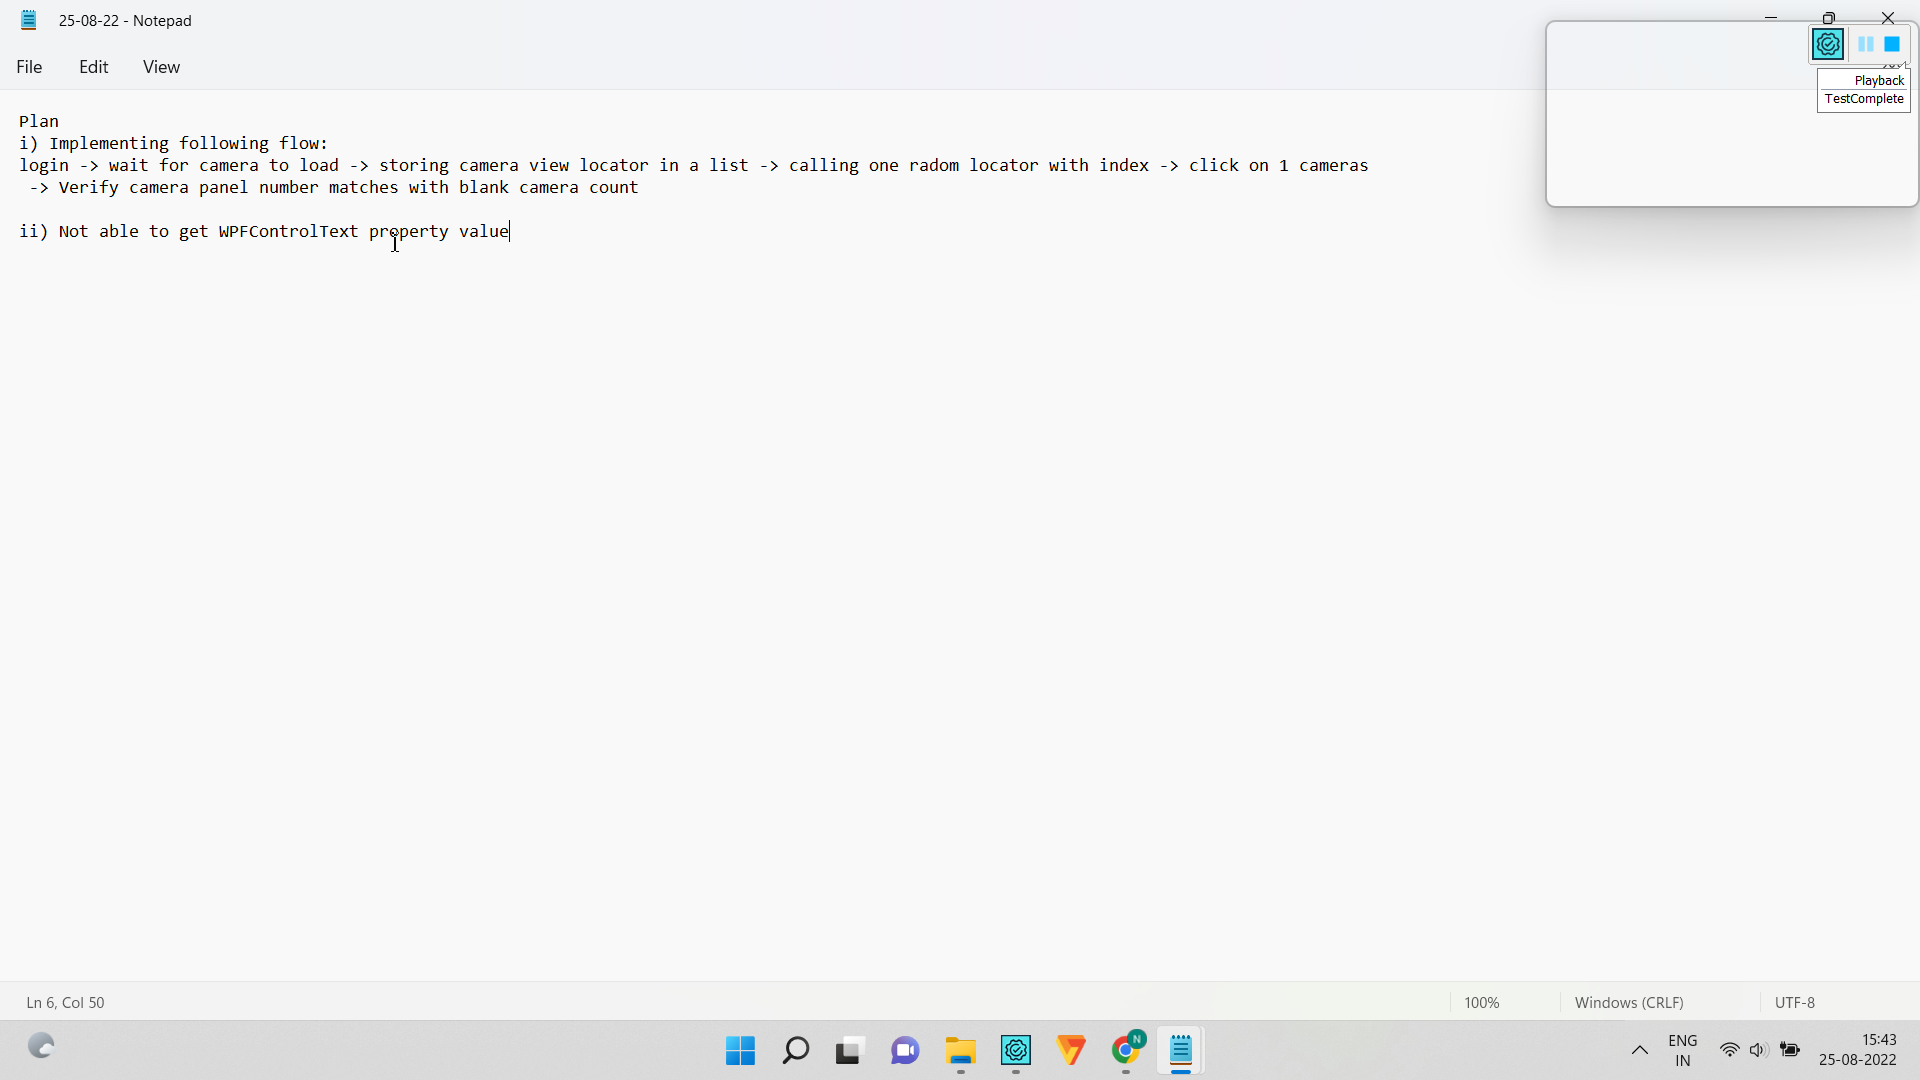 25-08-22 - Notepad
File Edit View
Playback
TestComplete
Plan
i) Implementing following flow:
login -> wait for camera to load -> storing camera view locator in a list -> calling one radom locator with index -> click on 1 cameras
-> Verify camera panel number matches with blank camera count
ii) Not able to get WPFControlText property value
Ln 6, Col 50
100%
Windows (CRLF)
UTF-8
N
ENG
IN
15:43
25-08-2022